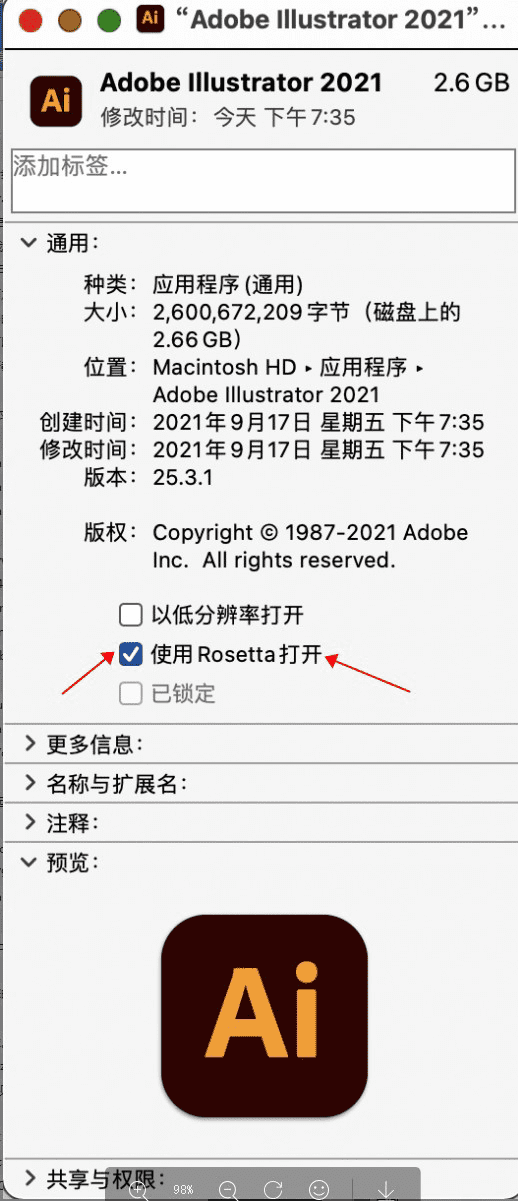 Ai “Adobe Illustrator 2021”...
Ai Adobe Illustrator 2021 2.6 GB
修改时间：今天 下午 7:35
添加标签...
通用：
种类：应用程序 (通用)
大小：2,600,672,209 字节（磁盘上的
2.66 GB）
位置：Macintosh HD ▸ 应用程序 ▸
Adobe Illustrator 2021
创建时间：2021年 9月17日 星期五 下午 7:35
修改时间：2021年 9月17日 星期五 下午 7:35
版本：25.3.1
版权：Copyright © 1987-2021 Adobe
Inc. All rights reserved.
以低分辨率打开
使用 Rosetta 打开
已锁定
更多信息：
名称与扩展名：
注释：
预览：
Ai
共享与权限：
98%